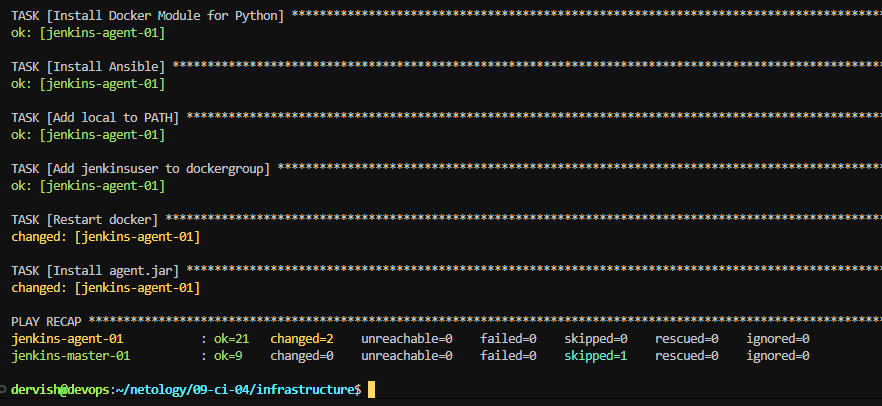 TASK [Install Docker Module for Python] ******************************************************************************
ok: [jenkins-agent-01]
TASK [Install Ansible] ***********************************************************************************************
ok: [jenkins-agent-01]
TASK [Add local to PATH] *********************************************************************************************
ok: [jenkins-agent-01]
TASK [Add jenkinsuser to dockergroup] ********************************************************************************
ok: [jenkins-agent-01]
TASK [Restart docker] ************************************************************************************************
changed: [jenkins-agent-01]
TASK [Install agent.jar] *********************************************************************************************
changed: [jenkins-agent-01]
PLAY RECAP ***********************************************************************************************************
jenkins-agent-01 : ok=21 changed=2 unreachable=0 failed=0 skipped=0 rescued=0 ignored=0
jenkins-master-01 : ok=9 changed=0 unreachable=0 failed=0 skipped=1 rescued=0 ignored=0
dervish@devops:~/netology/09-ci-04/infrastructure$